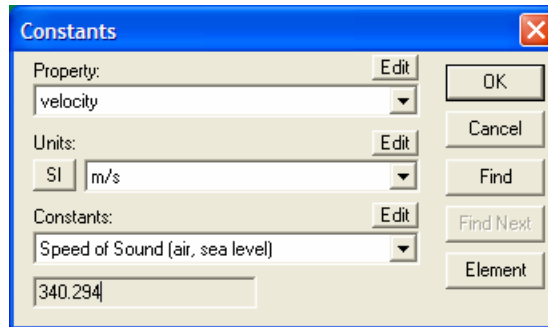 Constants
Property:
Edit
velocity
Units:
Edit
SI
m/s
Constants:
Edit
Speed of Sound (air, sea level)
340.294
OK
Cancel
Find
Find Next
Element